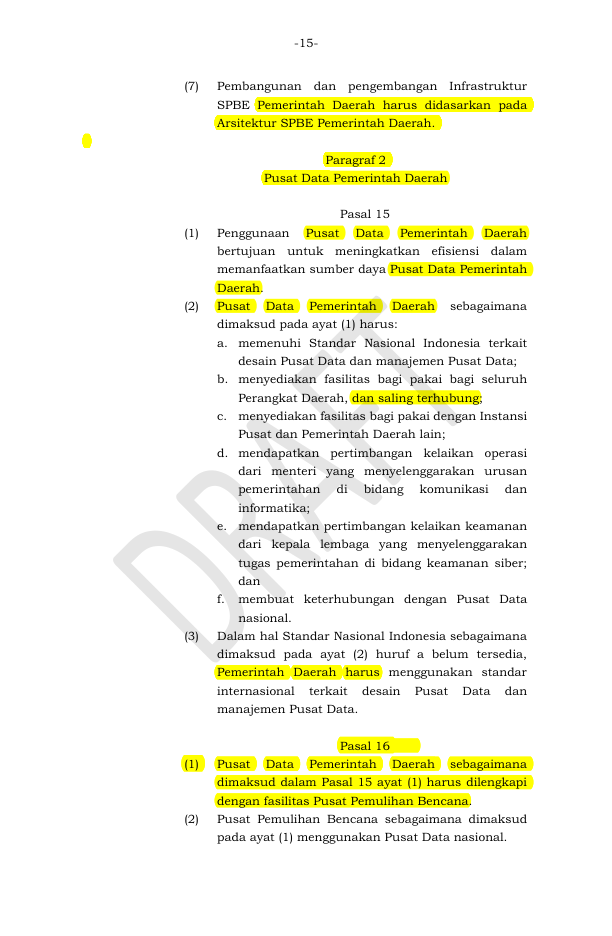 -15-
(7) Pembangunan dan pengembangan Infrastruktur
SPBE Pemerintah Daerah harus didasarkan pada
Arsitektur SPBE Pemerintah Daerah.
Paragraf 2
Pusat Data Pemerintah Daerah
Pasal 15
(1) Penggunaan Pusat Data Pemerintah Daerah
bertujuan untuk meningkatkan efisiensi dalam
memanfaatkan sumber daya Pusat Data Pemerintah
Daerah.
(2) Pusat Data Pemerintah Daerah sebagaimana
dimaksud pada ayat (1) harus:
a. memenuhi Standar Nasional Indonesia terkait
desain Pusat Data dan manajemen Pusat Data;
b. menyediakan fasilitas bagi pakai bagi seluruh
Perangkat Daerah, dan saling terhubung;
c. menyediakan fasilitas bagi pakai dengan Instansi
Pusat dan Pemerintah Daerah lain;
d. mendapatkan pertimbangan kelaikan operasi
dari menteri yang menyelenggarakan urusan
pemerintahan di bidang komunikasi dan
informatika;
e. mendapatkan pertimbangan kelaikan keamanan
dari kepala lembaga yang menyelenggarakan
tugas pemerintahan di bidang keamanan siber;
dan
f. membuat keterhubungan dengan Pusat Data
nasional.
(3) Dalam hal Standar Nasional Indonesia sebagaimana
dimaksud pada ayat (2) huruf a belum tersedia,
Pemerintah Daerah harus menggunakan standar
internasional terkait desain Pusat Data dan
manajemen Pusat Data.
Pasal 16
(1) Pusat Data Pemerintah Daerah sebagaimana
dimaksud dalam Pasal 15 ayat (1) harus dilengkapi
dengan fasilitas Pusat Pemulihan Bencana.
(2) Pusat Pemulihan Bencana sebagaimana dimaksud
pada ayat (1) menggunakan Pusat Data nasional.
DRAFT